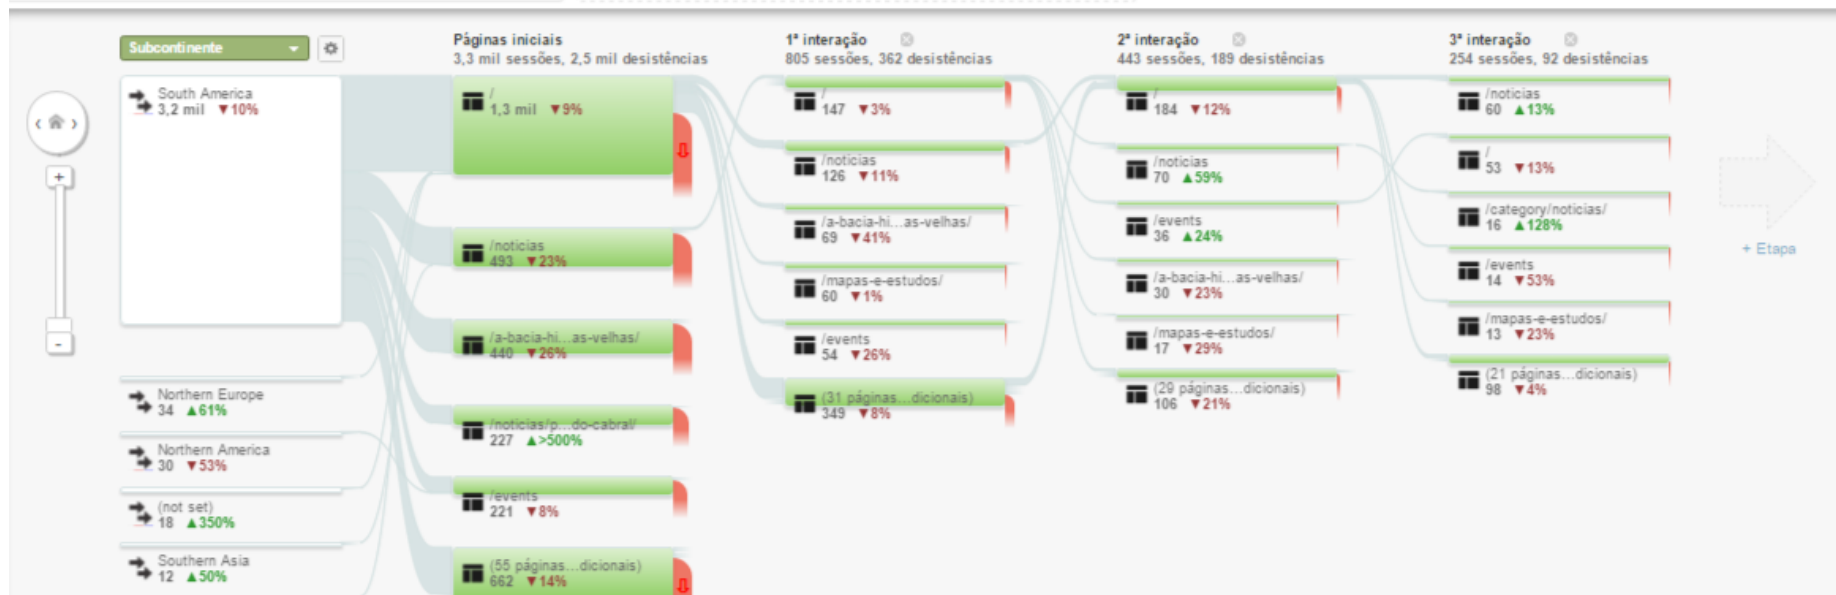 Subcontinente
South America
3,2 mil ▼10%
Northern Europe
34 ▲61%
Northern America
30 ▼53%
(not set)
18 ▲350%
Southern Asia
12 ▲50%
+
-
Páginas iniciais
3,3 mil sessões, 2,5 mil desistências
/
1,3 mil ▼9%
/noticias
493 ▼23%
/a-bacia-hi...as-velhas/
440 ▼26%
/noticias/p...do-cabral/
227 ▲>500%
/events
221 ▼8%
(55 páginas...dicionais)
662 ▼14%
1ª interação
805 sessões, 362 desistências
/
147 ▼3%
/noticias
126 ▼11%
/a-bacia-hi...as-velhas/
69 ▼41%
/mapas-e-estudos/
60 ▼1%
/events
54 ▼26%
(31 páginas...dicionais)
349 ▼8%
2ª interação
443 sessões, 189 desistências
/
184 ▼12%
/noticias
70 ▲59%
/events
36 ▲24%
/a-bacia-hi...as-velhas/
30 ▼23%
/mapas-e-estudos/
17 ▼29%
(29 páginas...dicionais)
106 ▼21%
3ª interação
254 sessões, 92 desistências
/noticias
60 ▲13%
/
53 ▼13%
/category/noticias/
16 ▲128%
/events
14 ▼53%
/mapas-e-estudos/
13 ▼23%
(21 páginas...dicionais)
98 ▼4%
+ Etapa